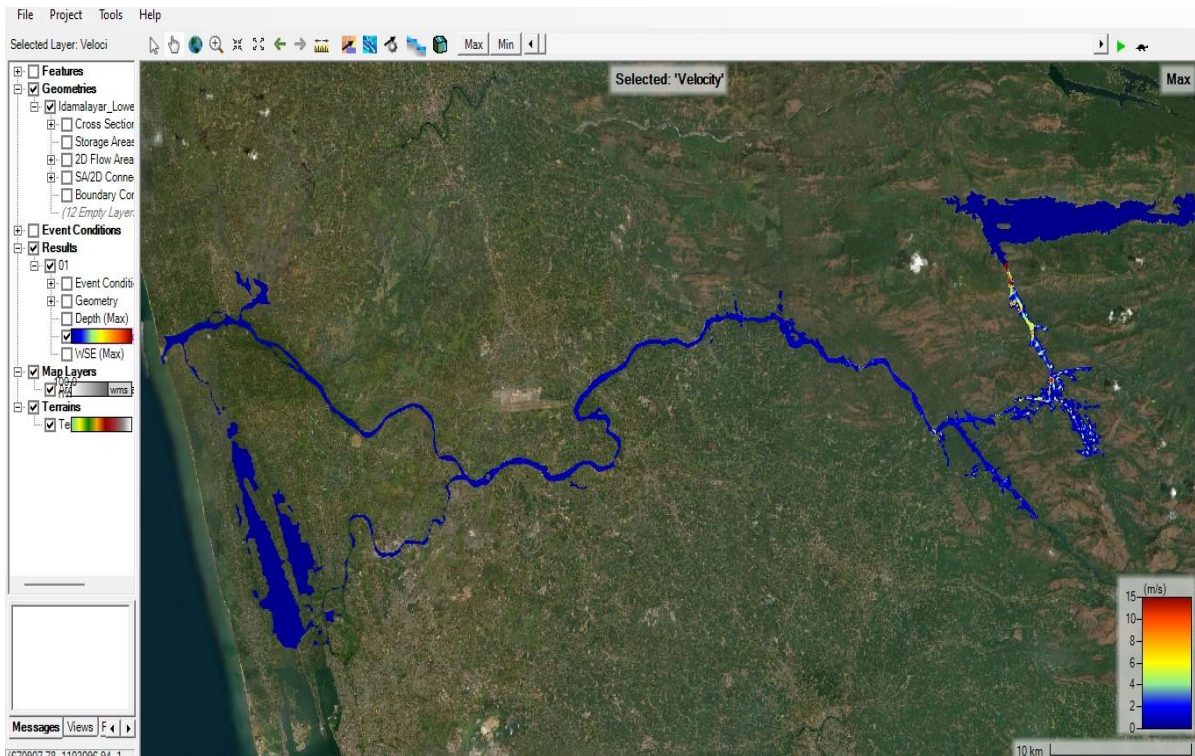 File Project Tools Help
Selected Layer: Veloci
Max Min
Features
Geometries
Idamalayar_Lowe
Cross Section
Storage Areas
2D Flow Area
SA/2D Conne
Boundary Cor
(12 Empty Layer
Event Conditions
Results
01
Event Conditi
Geometry
Depth (Max)
WSE (Max)
Map Layers
wms
Terrains
Te
Selected: 'Velocity'
Max
(m/s)
15
10
8
6
4
2
0
10 km
Messages Views F